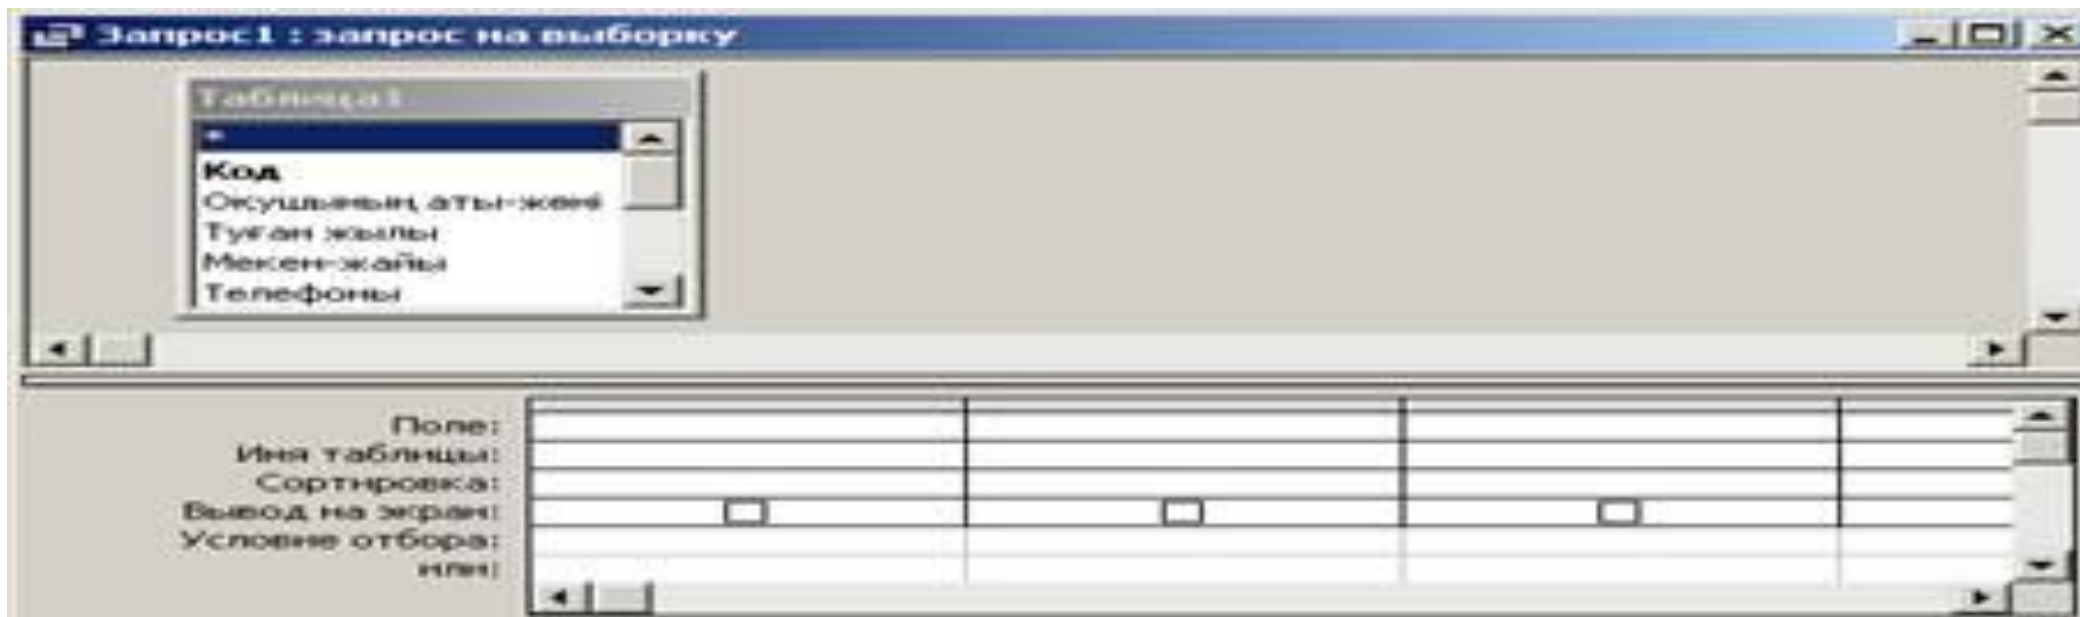 Запрос1 : запрос на выборку
Таблица1
*
Код
Окушының аты-жөні
Туған жылы
Мекен-жайы
Телефоны
Поле:
Имя таблицы:
Сортировка:
Вывод на экран:
Условие отбора:
или: